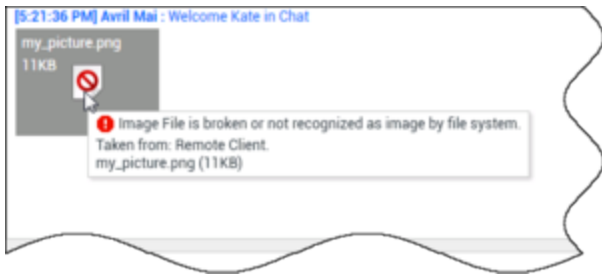 [5:21:36 PM] Avril Mai : Welcome Kate in Chat
my_picture.png
11KB
Image File is broken or not recognized as image by file system.
Taken from: Remote Client.
my_picture.png (11KB)